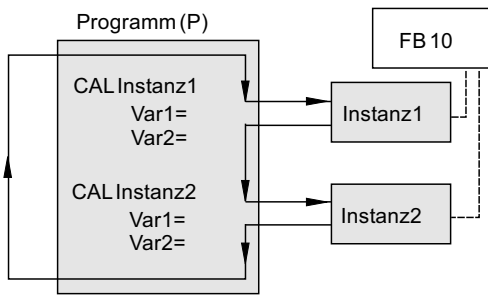 Programm (P)
FB 10
CAL Instanz1
Var1=
Var2=
Instanz1
CAL Instanz2
Var1=
Var2=
Instanz2